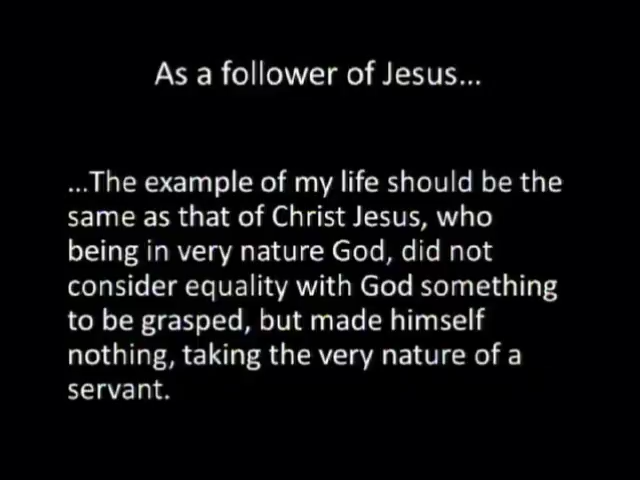 As a follower of Jesus...
...The example of my life should be the
same as that of Christ Jesus, who
being in very nature God, did not
consider equality with God something
to be grasped, but made himself
nothing, taking the very nature of a
servant.